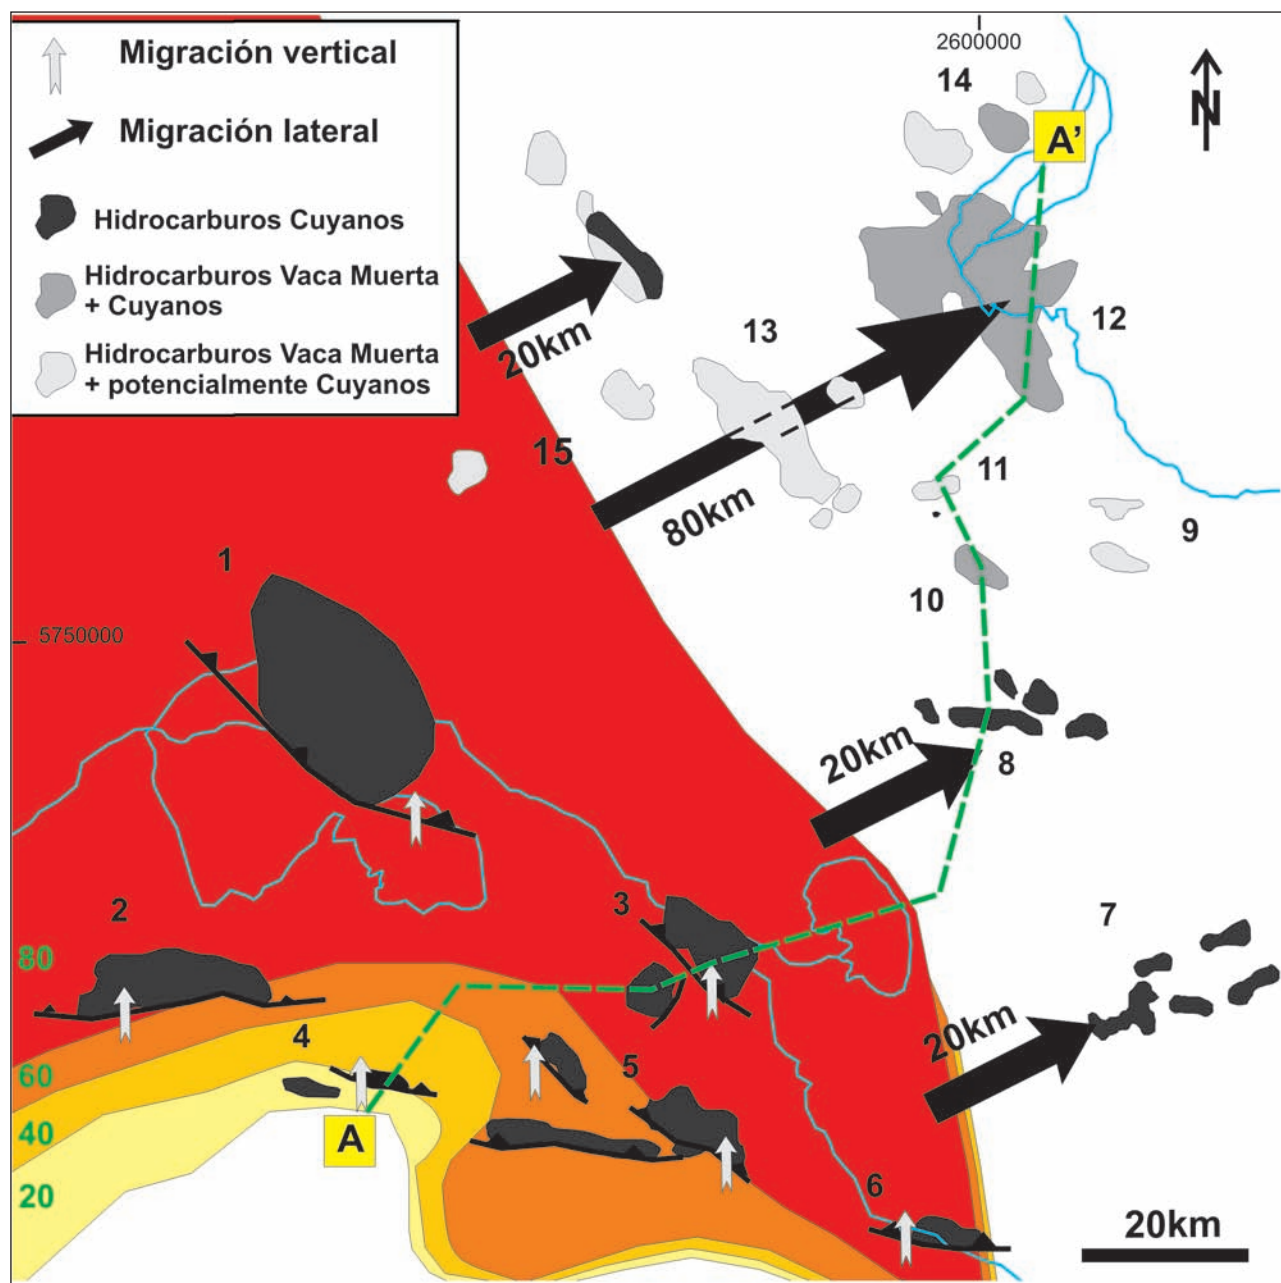 Migración vertical
Migración lateral
Hidrocarburos Cuyanos
Hidrocarburos Vaca Muerta
+ Cuyanos
Hidrocarburos Vaca Muerta
+ potencialmente Cuyanos
2600000
14
N
A'
20km
13
12
15
80km
11
9
1
10
5750000
20km
8
2
3
7
80
20km
4
5
60
40
A
20
6
20km